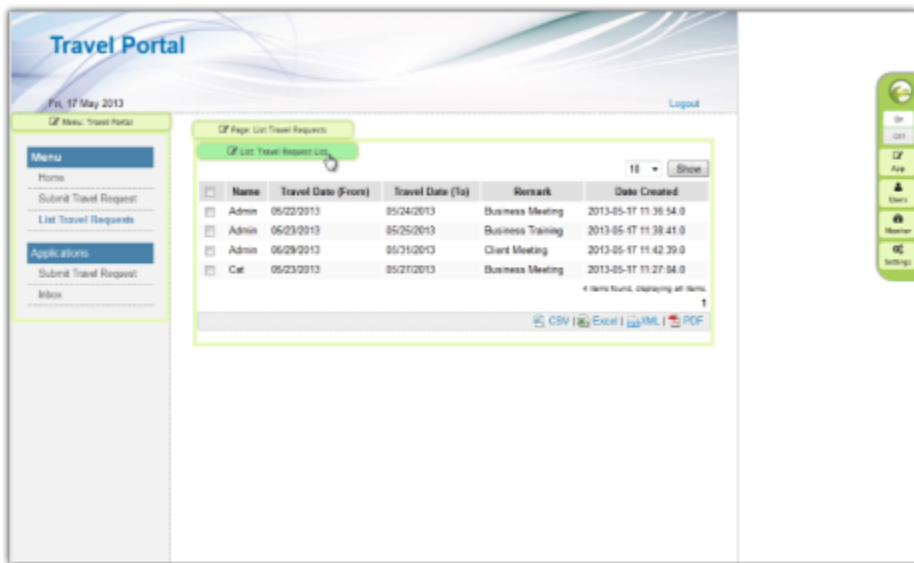 Travel Portal
Fri, 17 May 2013
Logout
Menu: Travel Portal
Page: List Travel Requests
List: Travel Request List
Menu
Home
Submit Travel Request
List Travel Requests
Applications
Submit Travel Request
Inbox
10 Show
Name Travel Date (From) Travel Date (To) Remark Date Created
Admin 05/22/2013 05/24/2013 Business Meeting 2013-05-17 11:36:54.0
Admin 05/23/2013 05/25/2013 Business Training 2013-05-17 11:38:41.0
Admin 05/29/2013 05/31/2013 Client Meeting 2013-05-17 11:42:39.0
Cat 05/23/2013 05/27/2013 Business Meeting 2013-05-17 11:27:04.0
4 items found, displaying all items.
1
CSV | Excel | XML | PDF
On
Off
App
Users
Monitor
Settings